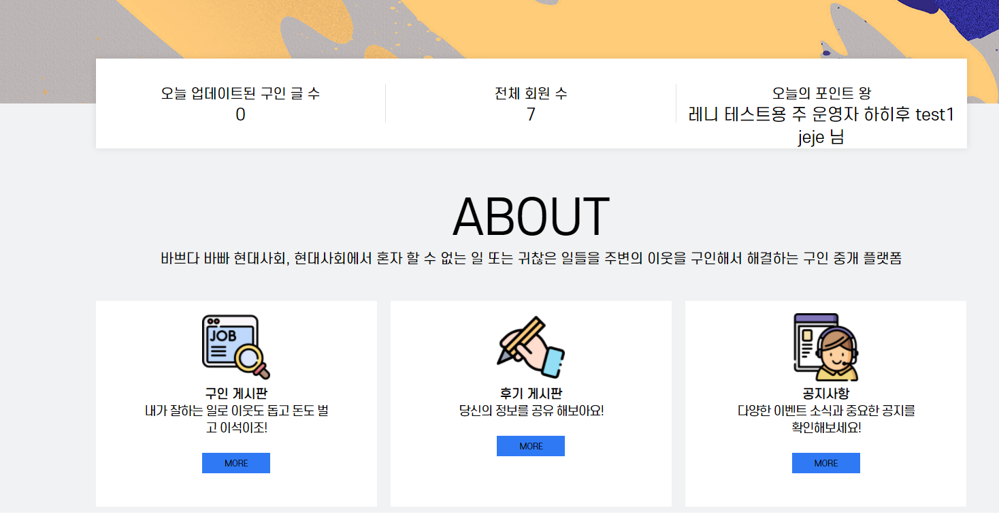 오늘 업데이트된 구인 글 수
0
전체 회원 수
7
오늘의 포인트 왕
레니 테스트용 주 운영자 하히후 test1
jeje 님
ABOUT
바쁘다 바빠 현대사회, 현대사회에서 혼자 할 수 없는 일 또는 귀찮은 일들을 주변의 이웃을 구인해서 해결하는 구인 중개 플랫폼
JOB
구인 게시판
내가 잘하는 일로 이웃도 돕고 돈도 벌
고 이석이조!
MORE
후기 게시판
당신의 정보를 공유 해보아요!
MORE
공지사항
다양한 이벤트 소식과 중요한 공지를
확인해보세요!
MORE